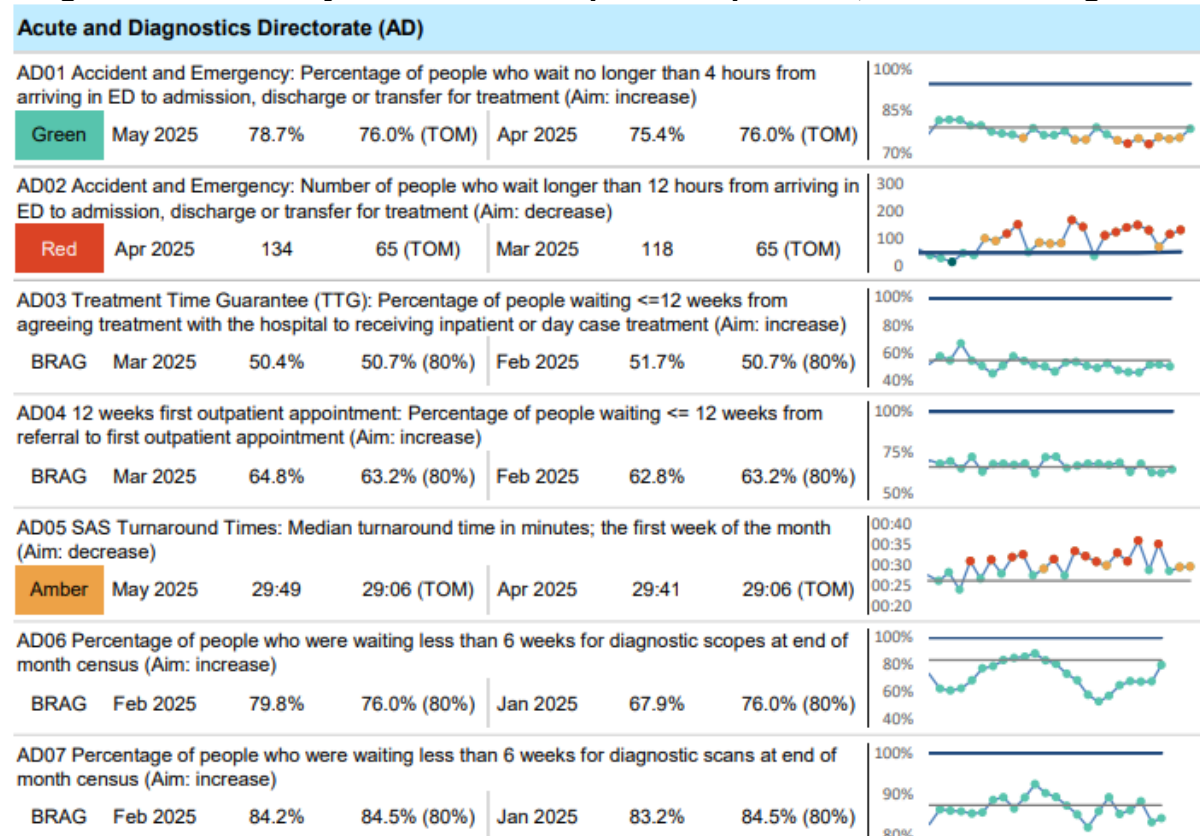 Acute and Diagnostics Directorate (AD)
AD01 Accident and Emergency: Percentage of people who wait no longer than 4 hours from
arriving in ED to admission, discharge or transfer for treatment (Aim: increase)
Green May 2025 78.7% 76.0% (TOM) Apr 2025 75.4% 76.0% (TOM)
100%
85%
70%
AD02 Accident and Emergency: Number of people who wait longer than 12 hours from arriving in
ED to admission, discharge or transfer for treatment (Aim: decrease)
Red Apr 2025 134 65 (TOM) Mar 2025 118 65 (TOM)
300
200
100
0
AD03 Treatment Time Guarantee (TTG): Percentage of people waiting <=12 weeks from
agreeing treatment with the hospital to receiving inpatient or day case treatment (Aim: increase)
BRAG Mar 2025 50.4% 50.7% (80%) Feb 2025 51.7% 50.7% (80%)
100%
80%
60%
40%
AD04 12 weeks first outpatient appointment: Percentage of people waiting <= 12 weeks from
referral to first outpatient appointment (Aim: increase)
BRAG Mar 2025 64.8% 63.2% (80%) Feb 2025 62.8% 63.2% (80%)
100%
75%
50%
AD05 SAS Turnaround Times: Median turnaround time in minutes; the first week of the month
(Aim: decrease)
Amber May 2025 29:49 29:06 (TOM) Apr 2025 29:41 29:06 (TOM)
00:40
00:35
00:30
00:25
00:20
AD06 Percentage of people who were waiting less than 6 weeks for diagnostic scopes at end of
month census (Aim: increase)
BRAG Feb 2025 79.8% 76.0% (80%) Jan 2025 67.9% 76.0% (80%)
100%
80%
60%
40%
AD07 Percentage of people who were waiting less than 6 weeks for diagnostic scans at end of
month census (Aim: increase)
BRAG Feb 2025 84.2% 84.5% (80%) Jan 2025 83.2% 84.5% (80%)
100%
90%
80%